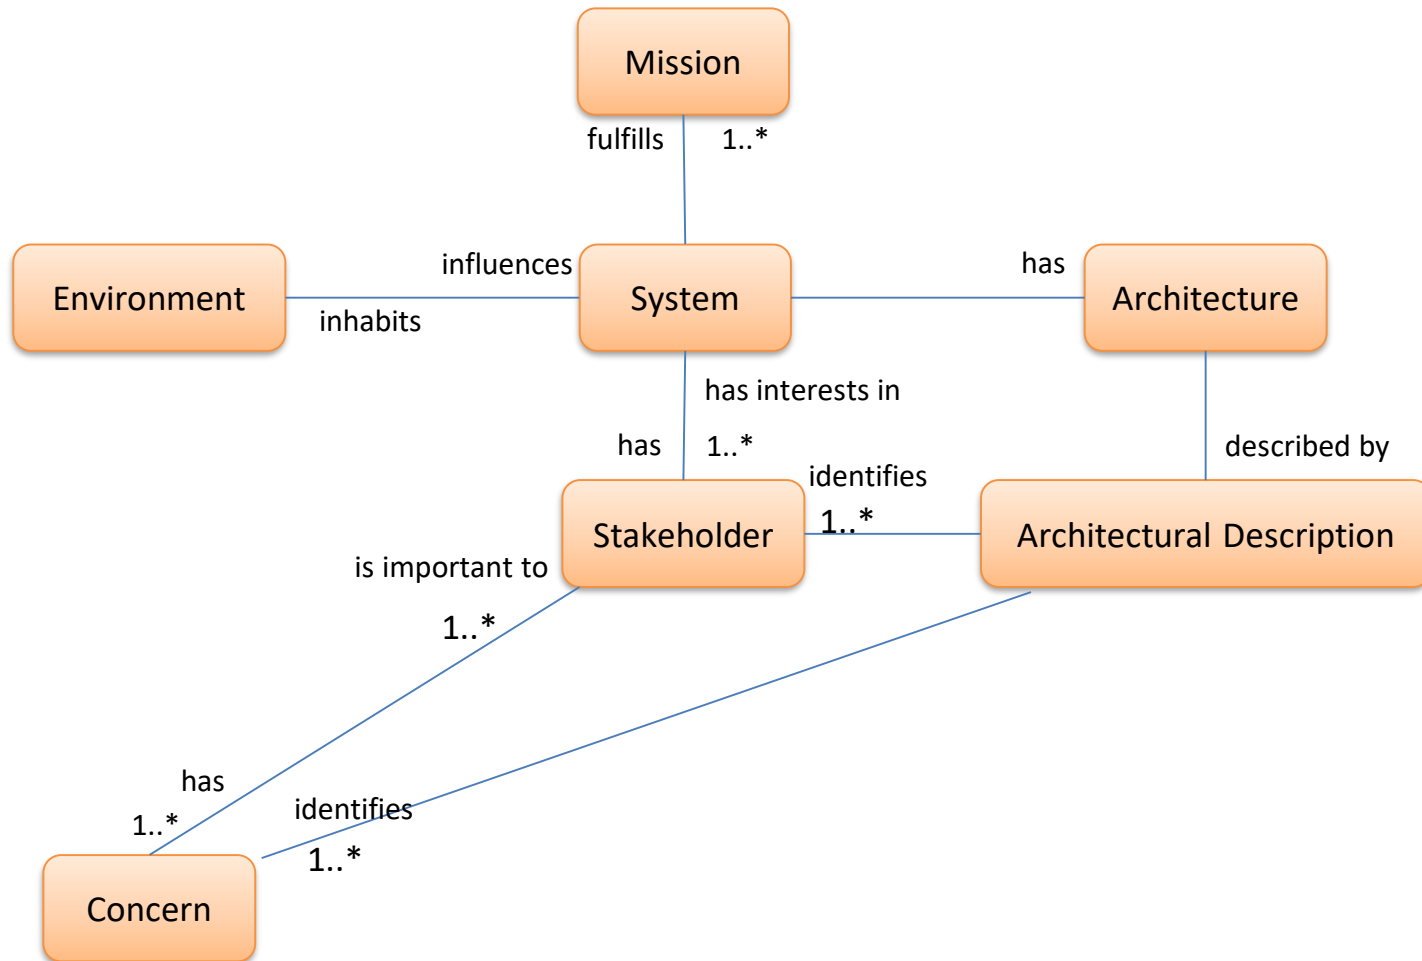 Mission
fulfills 1..*
influences
has
Environment
System
Architecture
inhabits
has interests in
has 1..*
described by
identifies
1..*
Stakeholder
Architectural Description
is important to
1..*
has
1..*
identifies
1..*
Concern